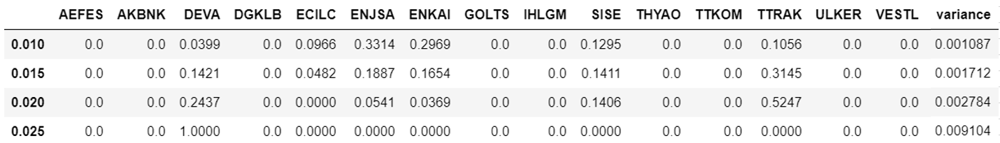 AEFES AKBNK DEVA DGKLB ECILC ENJSA ENKAI GOLTS IHLGM SISE THYAO TTKOM TTRAK ULKER VESTL variance
0.010 0.0 0.0 0.0399 0.0 0.0966 0.3314 0.2969 0.0 0.0 0.1295 0.0 0.0 0.1056 0.0 0.0 0.001087
0.015 0.0 0.0 0.1421 0.0 0.0482 0.1887 0.1654 0.0 0.0 0.1411 0.0 0.0 0.3145 0.0 0.0 0.001712
0.020 0.0 0.0 0.2437 0.0 0.0000 0.0541 0.0369 0.0 0.0 0.1406 0.0 0.0 0.5247 0.0 0.0 0.002784
0.025 0.0 0.0 1.0000 0.0 0.0000 0.0000 0.0000 0.0 0.0 0.0000 0.0 0.0 0.0000 0.0 0.0 0.009104